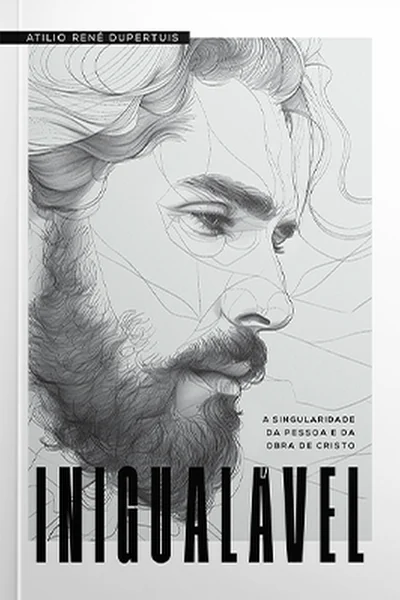 ATILIO RENÉ DUPERTUIS
A SINGULARIDADE
DA PESSOA E DA
OBRA DE CRISTO
INIGUALÁVEL